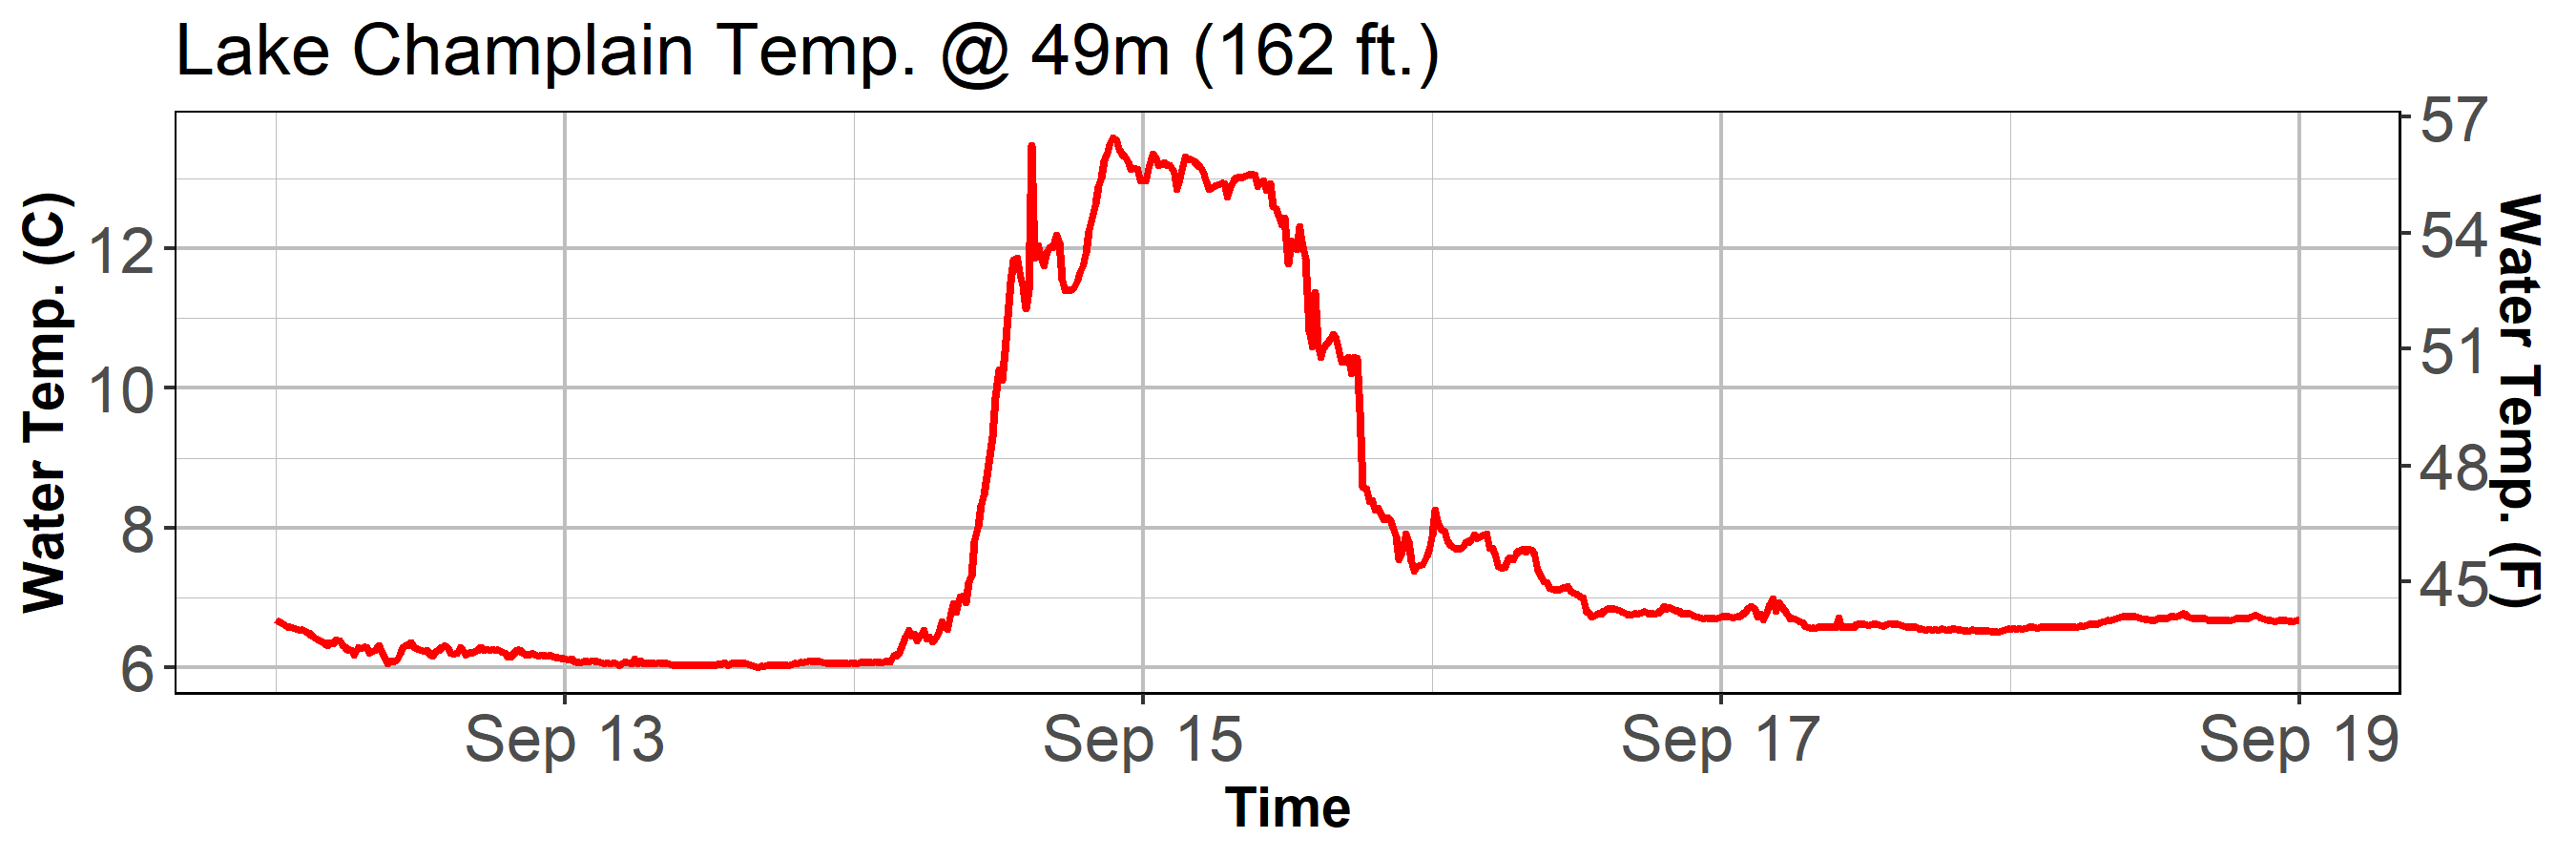 Lake Champlain Temp. @ 49m (162 ft.)
Water Temp. (C)
12
10
8
6
57
54
51
48
45
Water Temp. (F)
Sep 13 Sep 15 Sep 17 Sep 19
Time